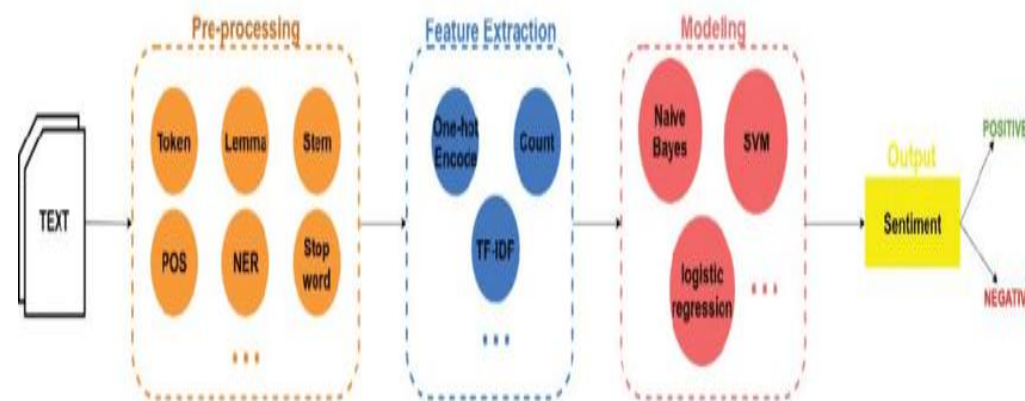 Pre-processing
Feature Extraction
Modeling
TEXT
Token
Lemma
Stem
POS
NER
Stop
word
One-hot
Encode
Count
TF-IDF
Naive
Bayes
SVM
logistic
regression
Output
Sentiment
POSITIVE
NEGATIV